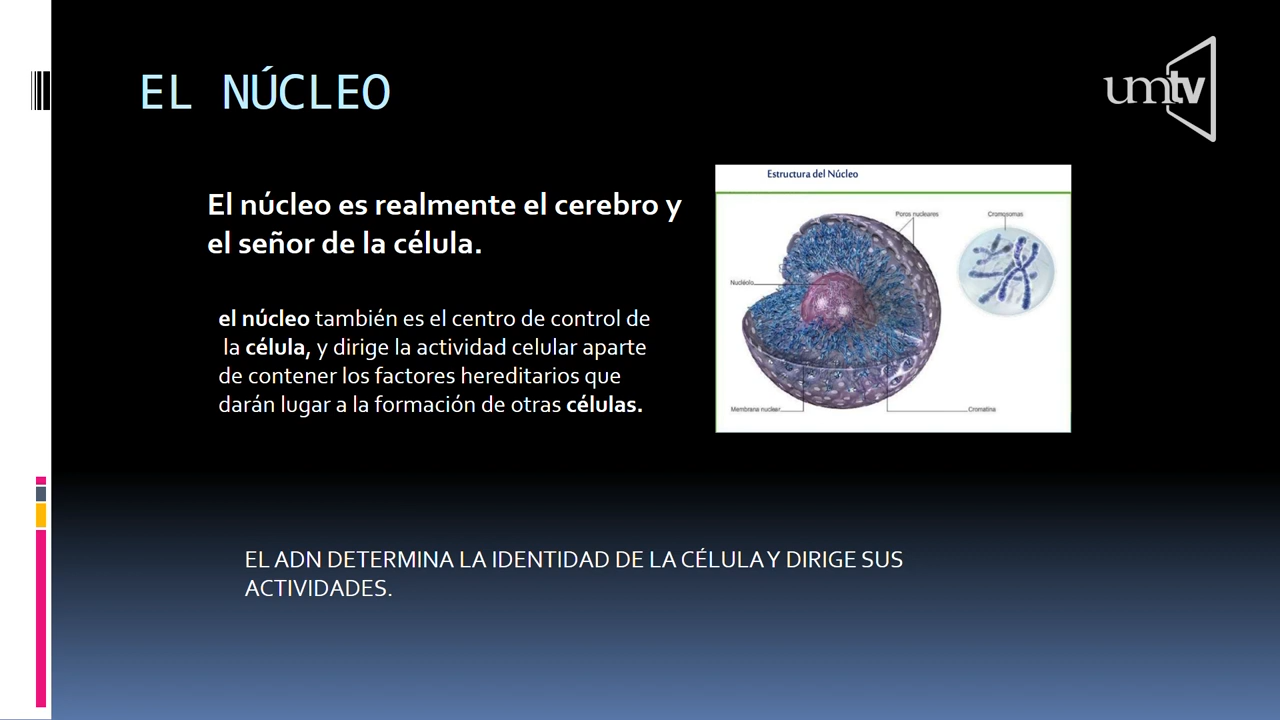 EL NÚCLEO
umtv
El núcleo es realmente el cerebro y
el señor de la célula.
el núcleo también es el centro de control de
la célula, y dirige la actividad celular aparte
de contener los factores hereditarios que
darán lugar a la formación de otras células.
Estructura del Núcleo
Poros nucleares
Cromosomas
Nucléolo
Membrana nuclear
Cromatina
EL ADN DETERMINA LA IDENTIDAD DE LA CÉLULA Y DIRIGE SUS
ACTIVIDADES.